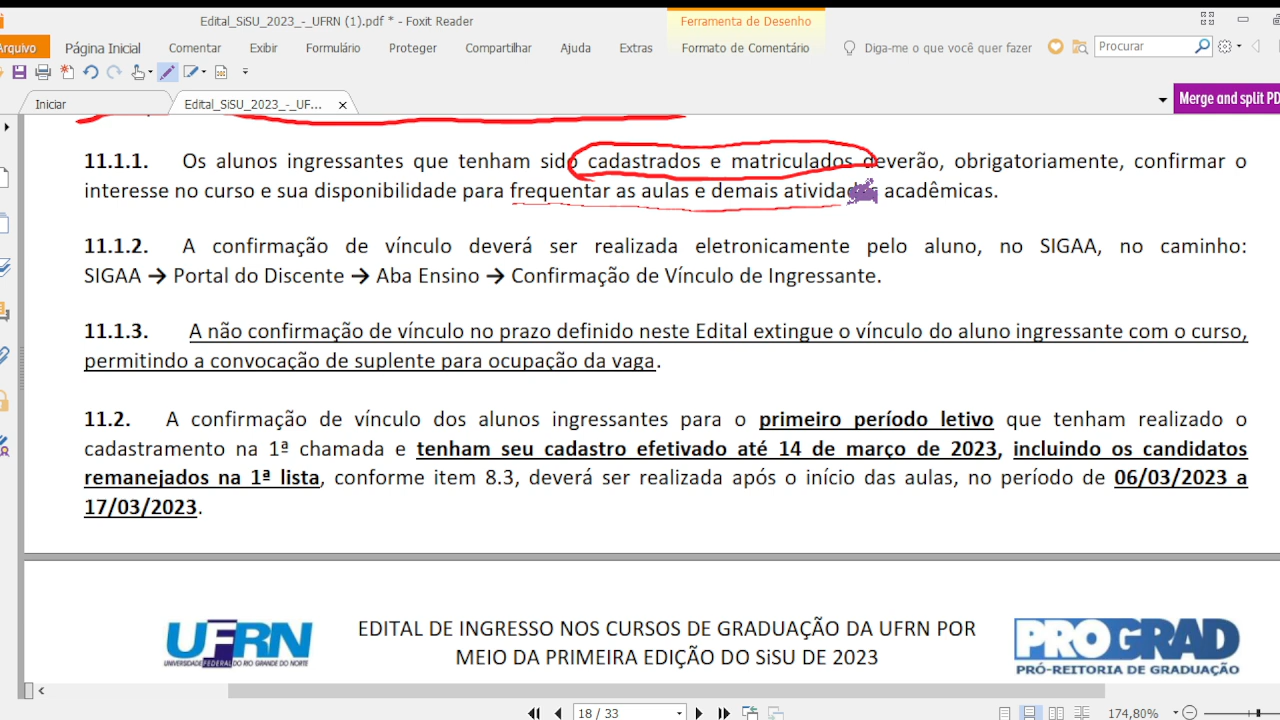 Edital_SiSU_2023_-_UFRN (1).pdf * - Foxit Reader
Ferramenta de Desenho
Arquivo Página Inicial Comentar Exibir Formulário Proteger Compartilhar Ajuda Extras Formato de Comentário Diga-me o que você quer fazer Procurar
Iniciar Edital_SiSU_2023_-_UF...
Merge and split PD
11.1.1. Os alunos ingressantes que tenham sido cadastrados e matriculados deverão, obrigatoriamente, confirmar o
interesse no curso e sua disponibilidade para frequentar as aulas e demais atividades acadêmicas.
11.1.2. A confirmação de vínculo deverá ser realizada eletronicamente pelo aluno, no SIGAA, no caminho:
SIGAA → Portal do Discente → Aba Ensino → Confirmação de Vínculo de Ingressante.
11.1.3. A não confirmação de vínculo no prazo definido neste Edital extingue o vínculo do aluno ingressante com o curso,
permitindo a convocação de suplente para ocupação da vaga.
11.2. A confirmação de vínculo dos alunos ingressantes para o primeiro período letivo que tenham realizado o
cadastramento na 1ª chamada e tenham seu cadastro efetivado até 14 de março de 2023, incluindo os candidatos
remanejados na 1ª lista, conforme item 8.3, deverá ser realizada após o início das aulas, no período de 06/03/2023 a
17/03/2023.
UFRN
UNIVERSIDADE FEDERAL DO RIO GRANDE DO NORTE
EDITAL DE INGRESSO NOS CURSOS DE GRADUAÇÃO DA UFRN POR
MEIO DA PRIMEIRA EDIÇÃO DO SiSU DE 2023
PROGRAD
PRÓ-REITORIA DE GRADUAÇÃO
18 / 33
174,80%